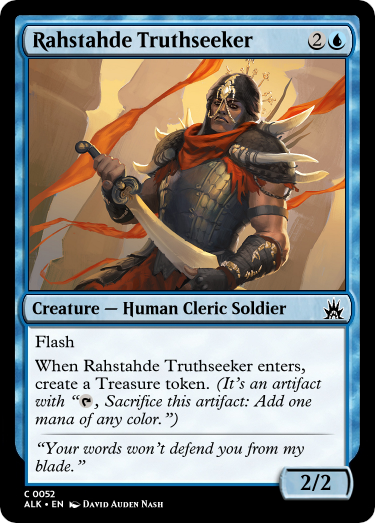 Rahstahde Truthseeker 2
Creature — Human Cleric Soldier
Flash
When Rahstahde Truthseeker enters,
create a Treasure token. (It's an artifact
with “, Sacrifice this artifact: Add one
mana of any color.”)
“Your words won't defend you from my
blade.”
2/2
C 0052
ALK • EN David Auden Nash